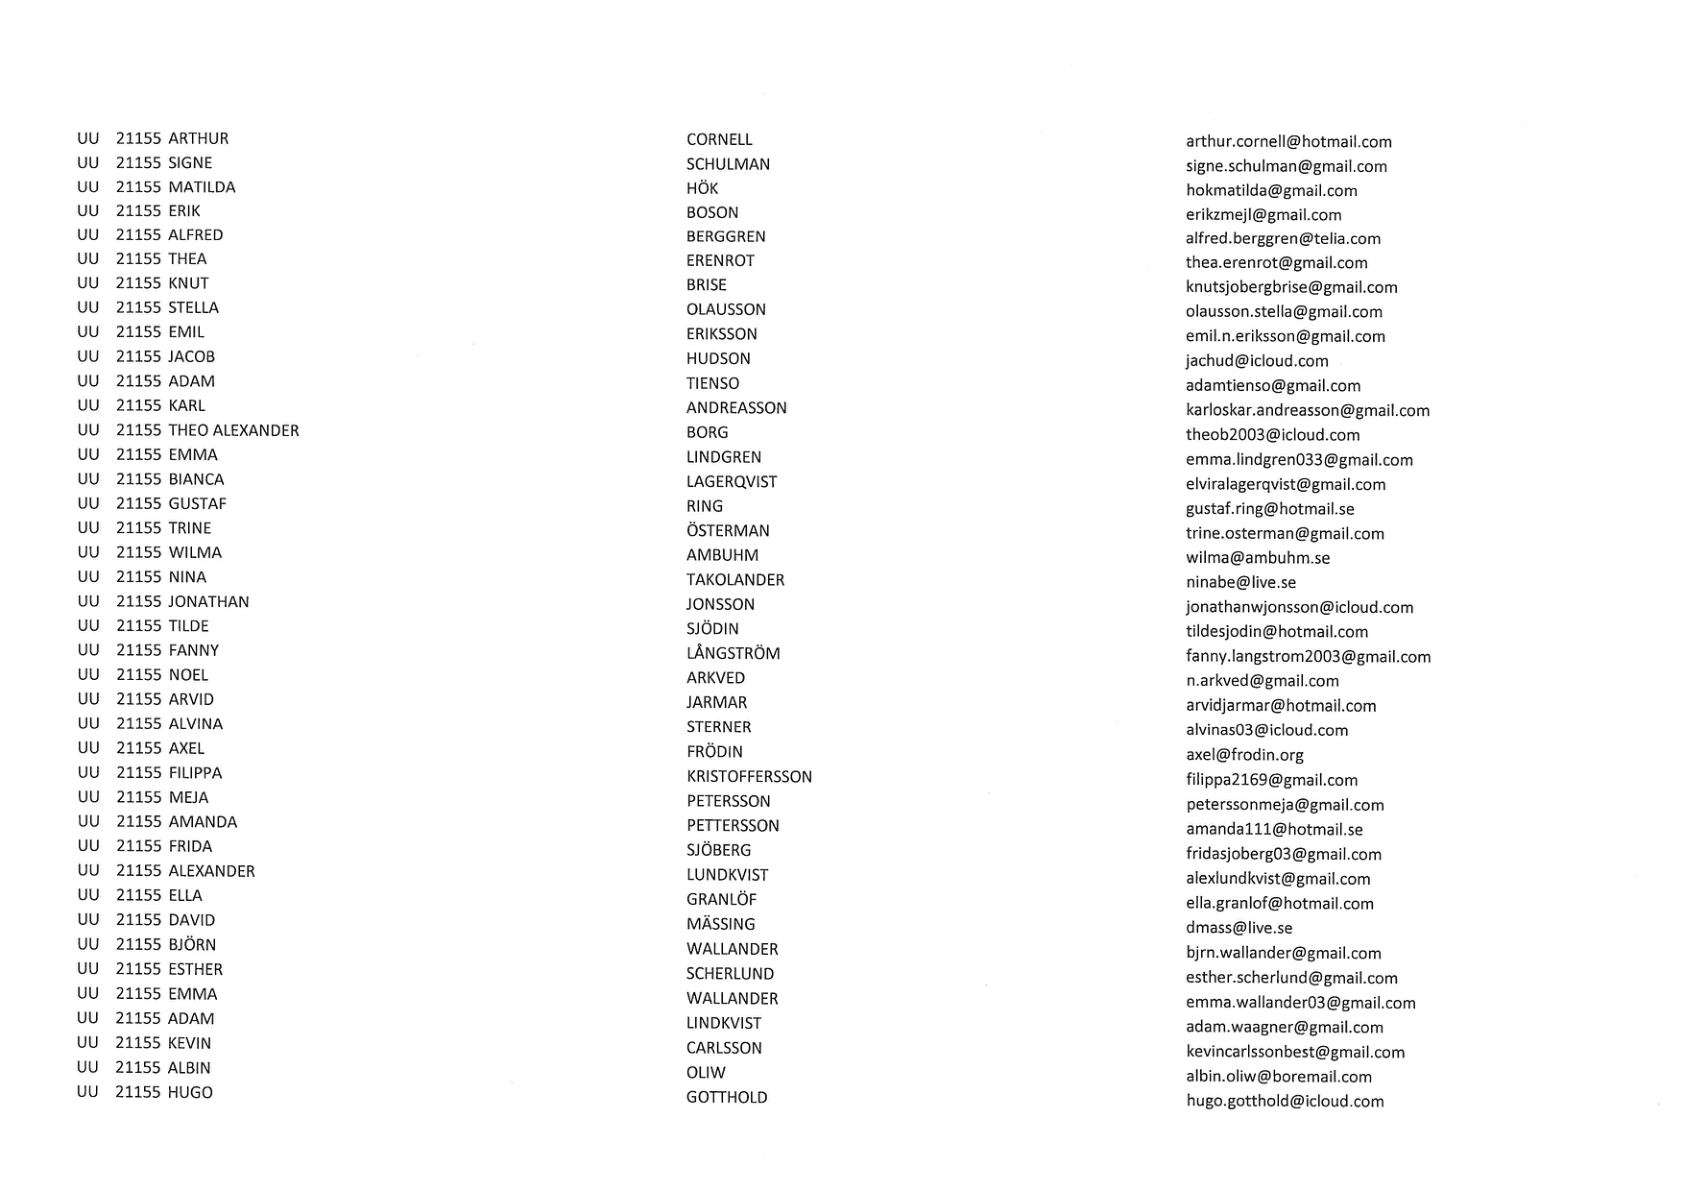 UU 21155 ARTHUR CORNELL arthur.cornell@hotmail.com
UU 21155 SIGNE SCHULMAN signe.schulman@gmail.com
UU 21155 MATILDA HÖK hokmatilda@gmail.com
UU 21155 ERIK BOSON erikzmejl@gmail.com
UU 21155 ALFRED BERGGREN alfred.berggren@telia.com
UU 21155 THEA ERENROT thea.erenrot@gmail.com
UU 21155 KNUT BRISE knutsjobergbrise@gmail.com
UU 21155 STELLA OLAUSSON olausson.stella@gmail.com
UU 21155 EMIL ERIKSSON emil.n.eriksson@gmail.com
UU 21155 JACOB HUDSON jachud@icloud.com
UU 21155 ADAM TIENSO adamtienso@gmail.com
UU 21155 KARL ANDREASSON karloskar.andreasson@gmail.com
UU 21155 THEO ALEXANDER BORG theob2003@icloud.com
UU 21155 EMMA LINDGREN emma.lindgren033@gmail.com
UU 21155 BIANCA LAGERQVIST elviralagerqvist@gmail.com
UU 21155 GUSTAF RING gustaf.ring@hotmail.se
UU 21155 TRINE ÖSTERMAN trine.osterman@gmail.com
UU 21155 WILMA AMBUHM wilma@ambuhm.se
UU 21155 NINA TAKOLANDER ninabe@live.se
UU 21155 JONATHAN JONSSON jonathanwjonsson@icloud.com
UU 21155 TILDE SJÖDIN tildesjodin@hotmail.com
UU 21155 FANNY LÅNGSTRÖM fanny.langstrom2003@gmail.com
UU 21155 NOEL ARKVED n.arkved@gmail.com
UU 21155 ARVID JARMAR arvidjarmar@hotmail.com
UU 21155 ALVINA STERNER alvinas03@icloud.com
UU 21155 AXEL FRÖDIN axel@frodin.org
UU 21155 FILIPPA KRISTOFFERSSON filippa2169@gmail.com
UU 21155 MEJA PETERSSON peterssonmeja@gmail.com
UU 21155 AMANDA PETTERSSON amanda111@hotmail.se
UU 21155 FRIDA SJÖBERG fridasjoberg03@gmail.com
UU 21155 ALEXANDER LUNDKVIST alexlundkvist@gmail.com
UU 21155 ELLA GRANLÖF ella.granlof@hotmail.com
UU 21155 DAVID MÄSSING dmass@live.se
UU 21155 BJÖRN WALLANDER bjrn.wallander@gmail.com
UU 21155 ESTHER SCHERLUND esther.scherlund@gmail.com
UU 21155 EMMA WALLANDER emma.wallander03@gmail.com
UU 21155 ADAM LINDKVIST adam.waagner@gmail.com
UU 21155 KEVIN CARLSSON kevincarlssonbest@gmail.com
UU 21155 ALBIN OLIW albin.oliw@boremail.com
UU 21155 HUGO GOTTHOLD hugo.gotthold@icloud.com